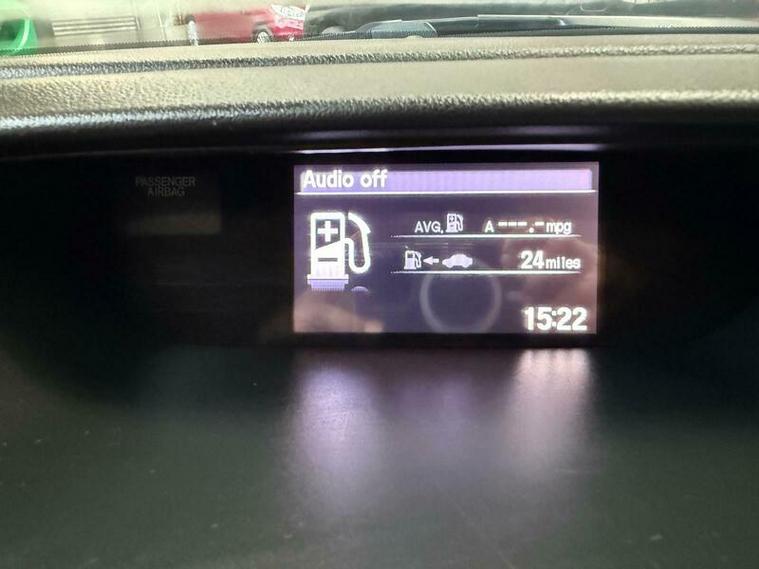 PASSENGER
AIRBAG
Audio off
AVG. A ---.- mpg
24 miles
15:22